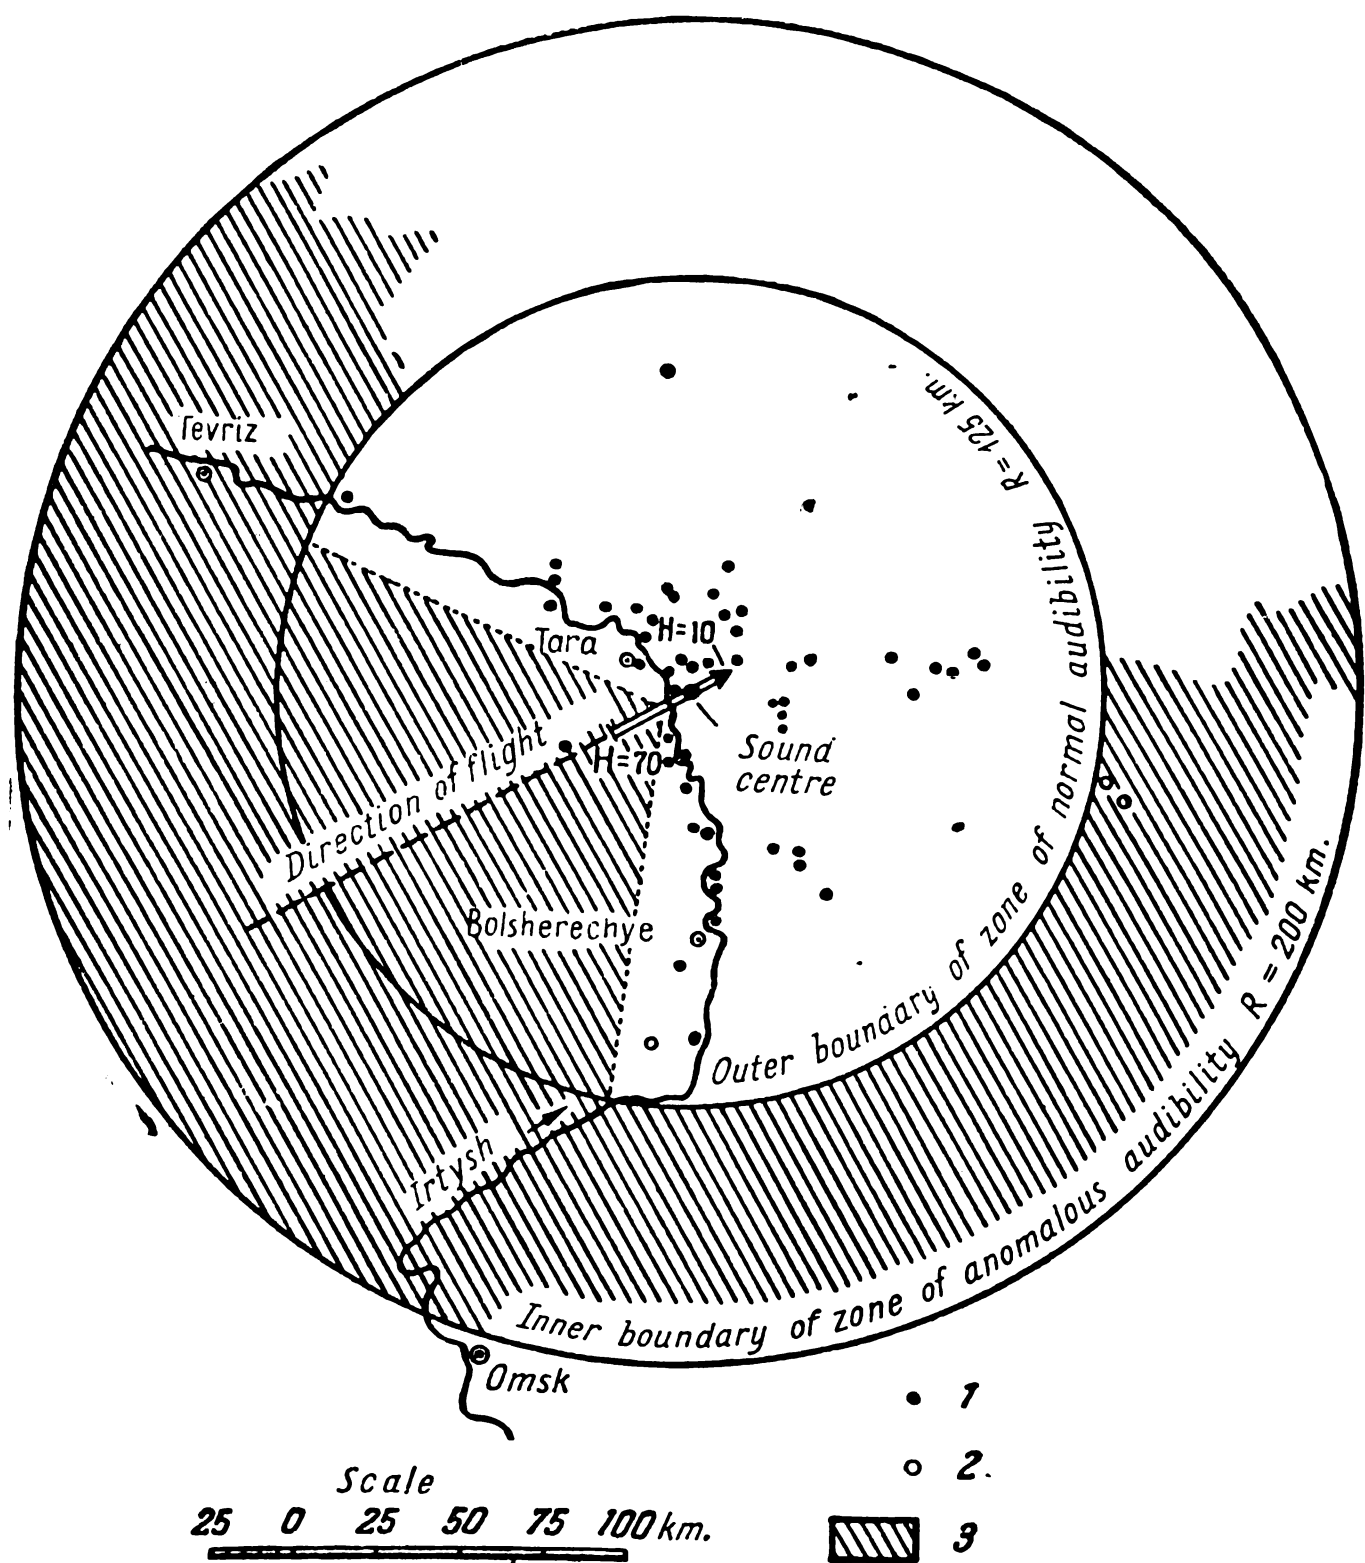 Tevriz
R=125 km.
Outer boundary of zone of normal audibility
Tara
H=10
Direction of flight
H=70
Sound
centre
Bolsherechye
Irtysh
Inner boundary of zone of anomalous audibility R = 200 km.
Omsk
1
2.
3
Scale
25 0 25 50 75 100 km.